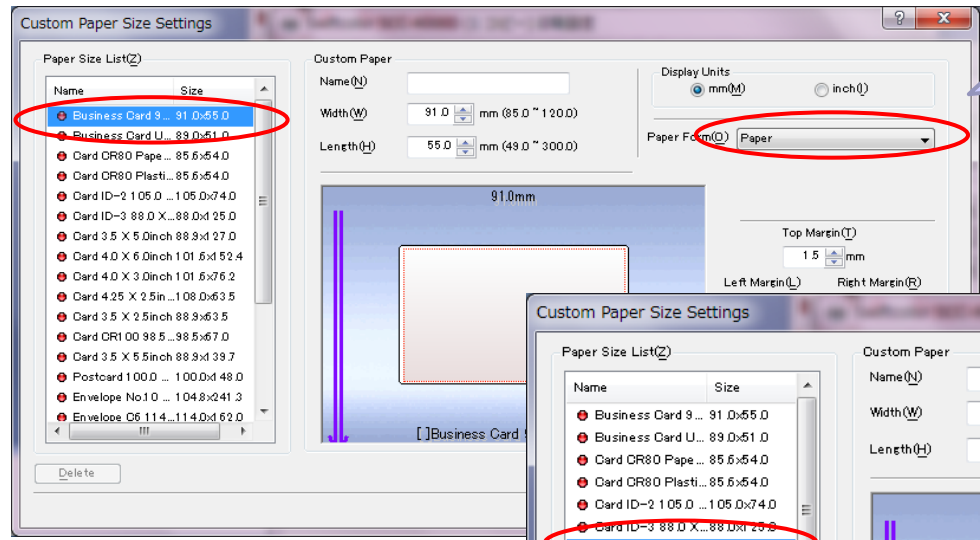 Custom Paper Size Settings
Paper Size List(Z)
Name Size
Business Card 9... 91.0x55.0
Business Card U... 89.0x51.0
Card CR80 Pape... 85.6x54.0
Card CR80 Plasti... 85.6x54.0
Card ID-2 105.0 ... 105.0x74.0
Card ID-3 88.0 X... 88.0x125.0
Card 3.5 X 5.0inch 88.9x127.0
Card 4.0 X 6.0inch 101.6x152.4
Card 4.0 X 3.0inch 101.6x76.2
Card 4.25 X 2.5in... 108.0x63.5
Card 3.5 X 2.5inch 88.9x63.5
Card CR100 98.5... 98.5x67.0
Card 3.5 X 5.5inch 88.9x139.7
Postcard 100.0 ... 100.0x148.0
Envelope No.10 ... 104.8x241.3
Envelope C6 114... 114.0x162.0
Delete
Custom Paper
Name(N)
Width(W) 91.0 mm (85.0 ~ 120.0)
Length(H) 55.0 mm (49.0 ~ 300.0)
Display Units
mm(M) inch(I)
Paper Form(O) Paper
91.0mm
[ ]Business Card
Top Margin(T)
1.5 mm
Left Margin(L) Right Margin(R)
Custom Paper Size Settings
Paper Size List(Z)
Name Size
Business Card 9... 91.0x55.0
Business Card U... 89.0x51.0
Card CR80 Pape... 85.6x54.0
Card CR80 Plasti... 85.6x54.0
Card ID-2 105.0 ... 105.0x74.0
Card ID-3 88.0 X... 88.0x125.0
Custom Paper
Name(N)
Width(W)
Length(H)